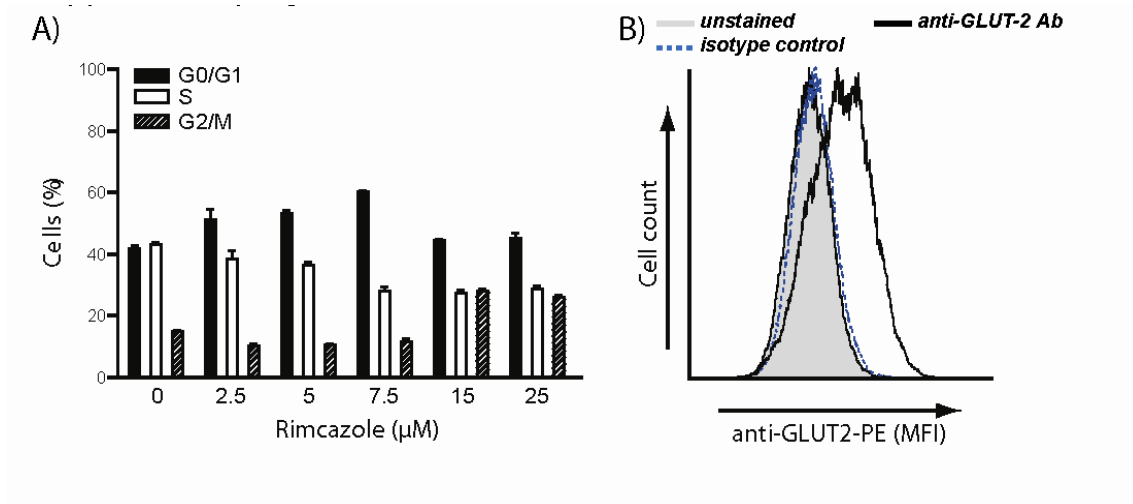 A)
G0/G1
S
G2/M
100
80
60
40
20
0
Cells (%)
0 2.5 5 7.5 15 25
Rimcazole (µM)
B)
unstained anti-GLUT-2 Ab
isotype control
Cell count
anti-GLUT2-PE (MFI)